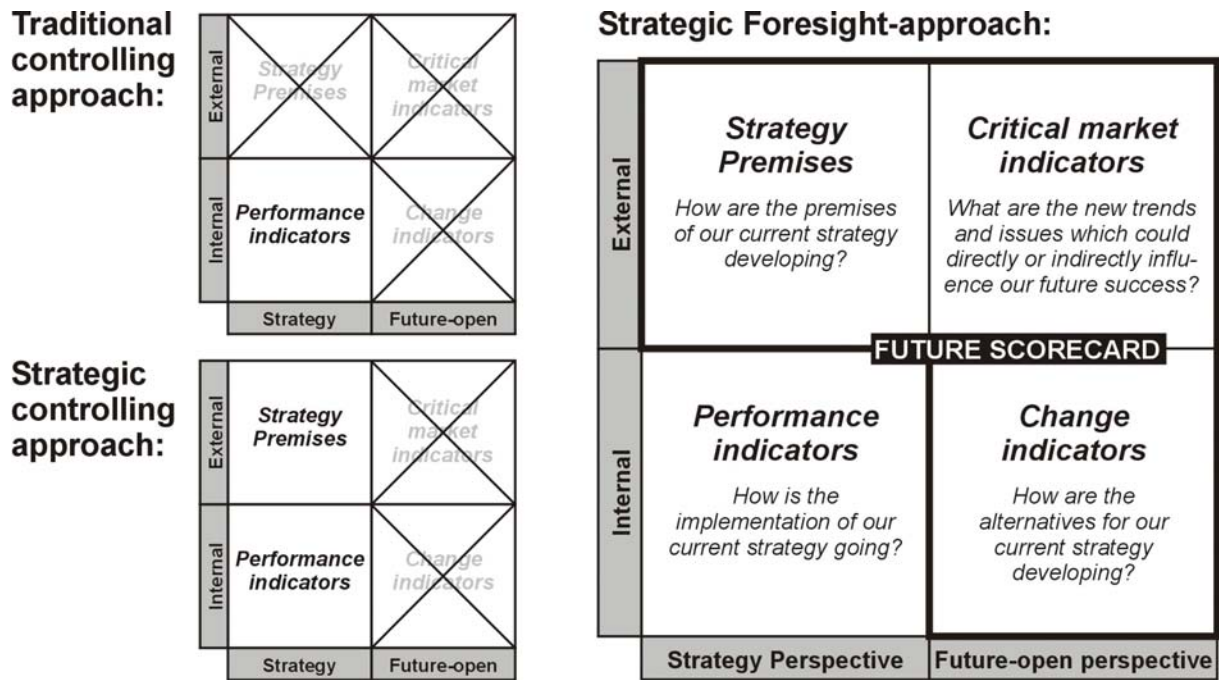 Traditional
controlling
approach:
External
Strategy
Premises
Critical
market
indicators
Internal
Performance
indicators
Change
indicators
Strategy
Future-open
Strategic
controlling
approach:
External
Strategy
Premises
Critical
market
indicators
Internal
Performance
indicators
Change
indicators
Strategy
Future-open
Strategic Foresight-approach:
External
Strategy
Premises
How are the premises
of our current strategy
developing?
Critical market
indicators
What are the new trends
and issues which could
directly or indirectly influ-
ence our future success?
FUTURE SCORECARD
Internal
Performance
indicators
How is the
implementation of our
current strategy going?
Change
indicators
How are the
alternatives for our
current strategy
developing?
Strategy Perspective
Future-open perspective